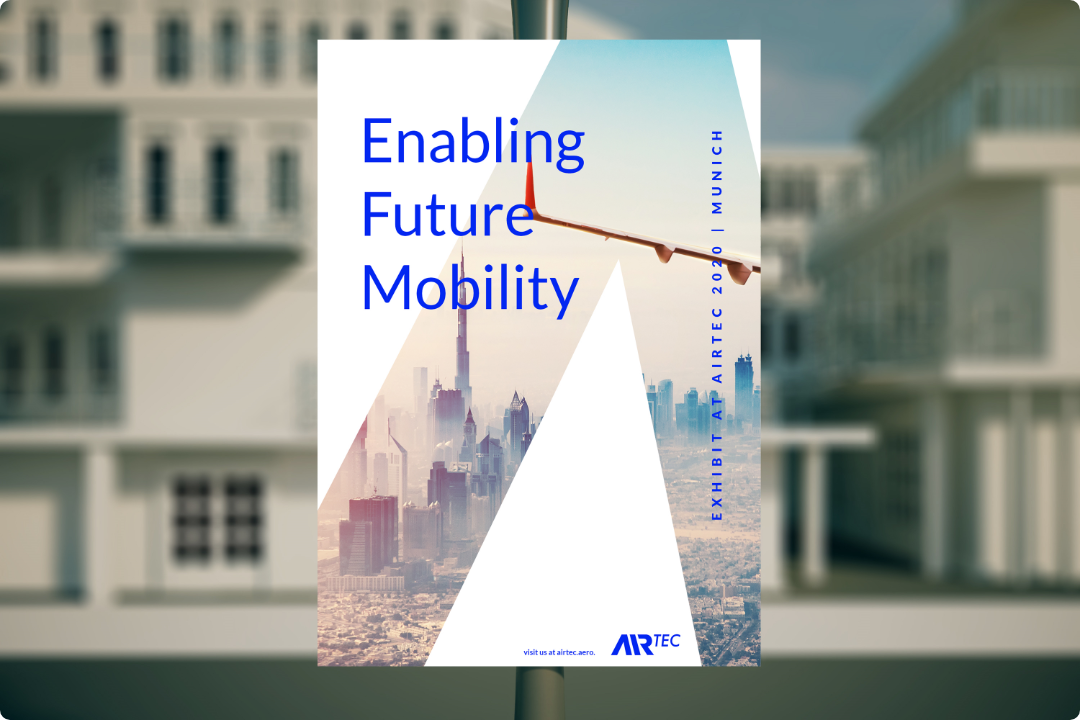 Enabling
Future
Mobility
EXHIBIT AT AIRTEC 2020 | MUNICH
visit us at airtec.aero.
AIRTEC